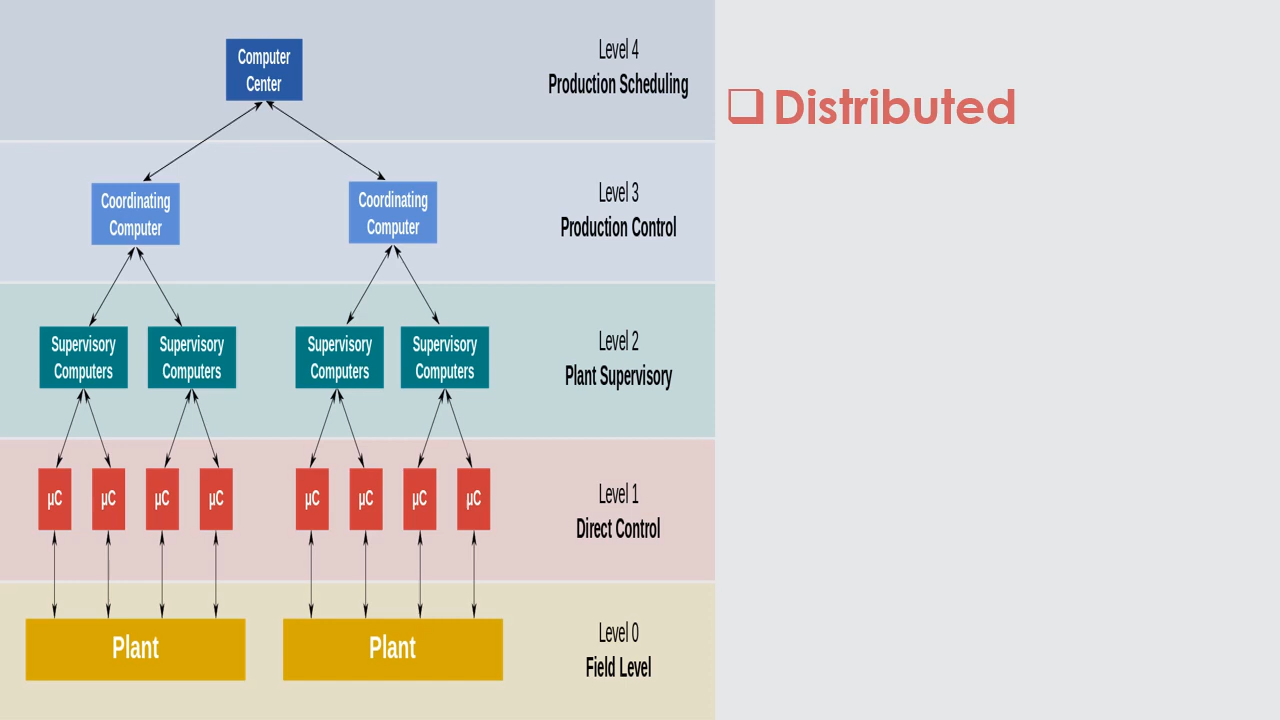 Computer
Center
Level 4
Production Scheduling
Distributed
Coordinating
Computer
Coordinating
Computer
Level 3
Production Control
Supervisory
Computers
Supervisory
Computers
Supervisory
Computers
Supervisory
Computers
Level 2
Plant Supervisory
µC
µC
µC
µC
µC
µC
µC
µC
Level 1
Direct Control
Plant
Plant
Level 0
Field Level